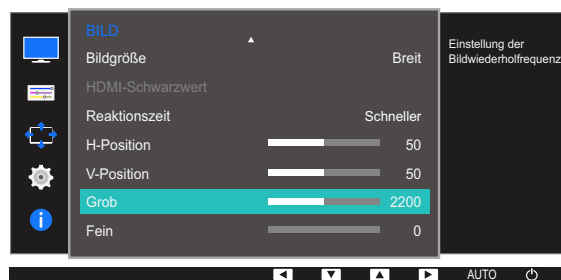 BILD
Bildgröße Breit
HDMI-Schwarzwert
Reaktionszeit Schneller
H-Position 50
V-Position 50
Grob 2200
Fein 0
Einstellung der
Bildwiederholfrequenz
AUTO